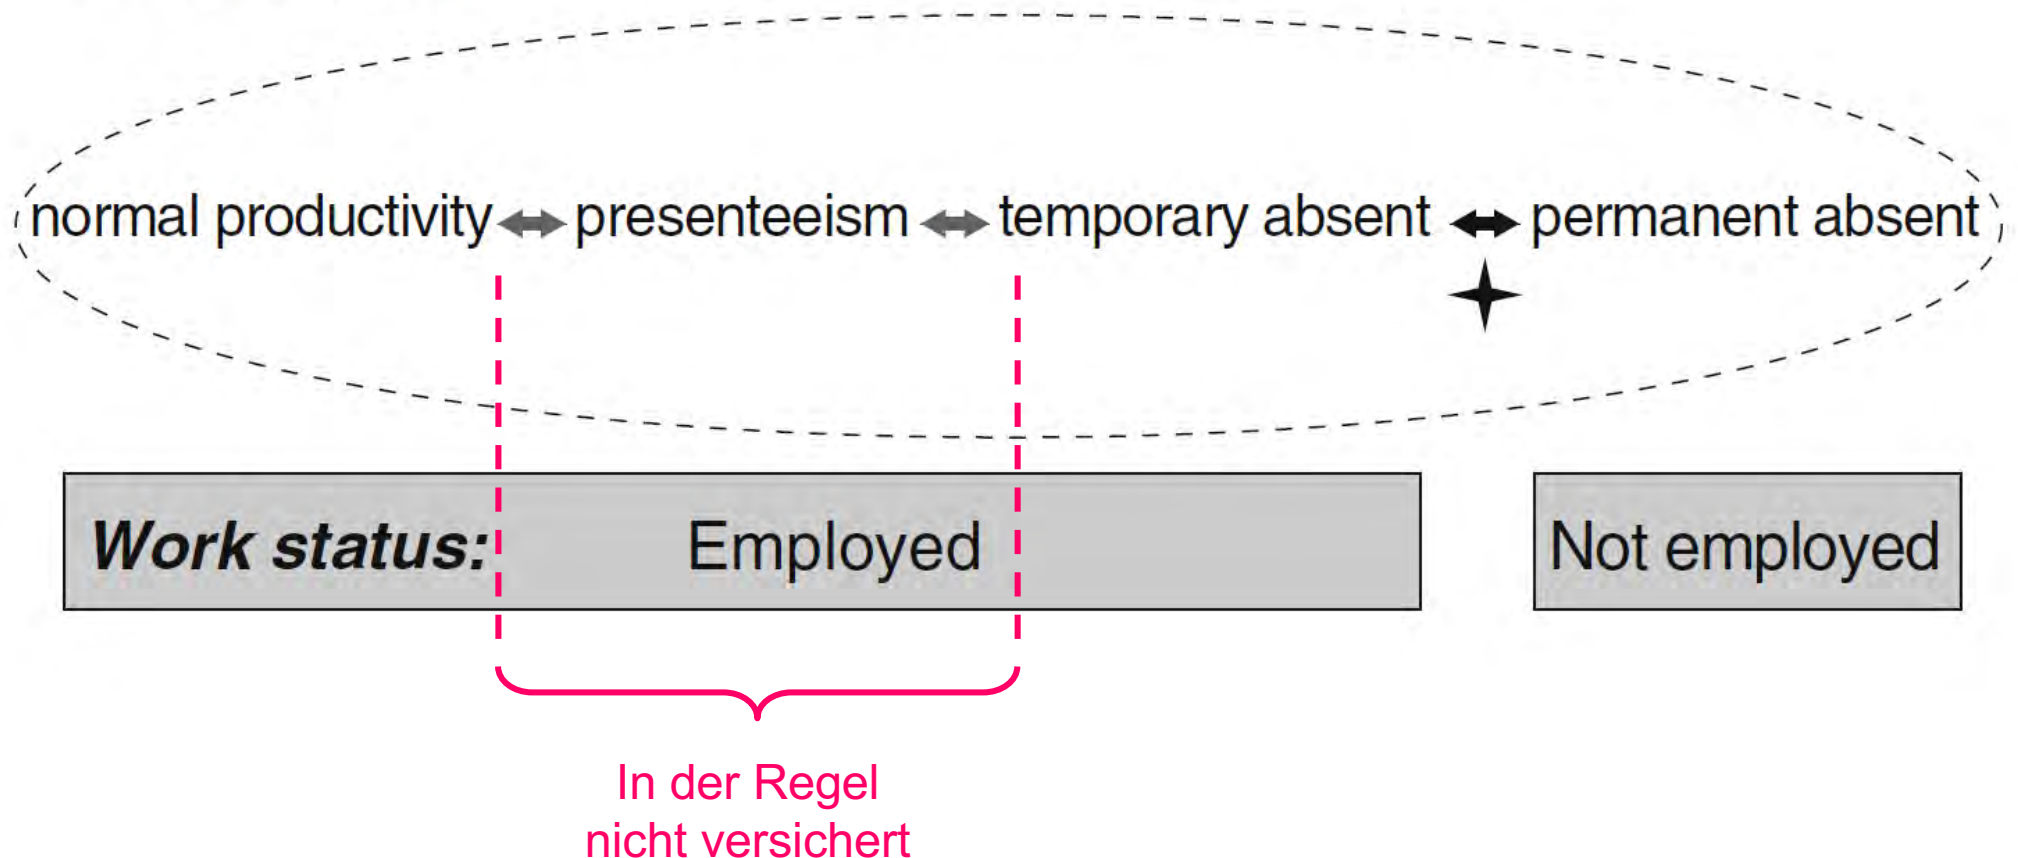 normal productivity presenteeism temporary absent permanent absent
Work status: Employed Not employed
In der Regel
nicht versichert